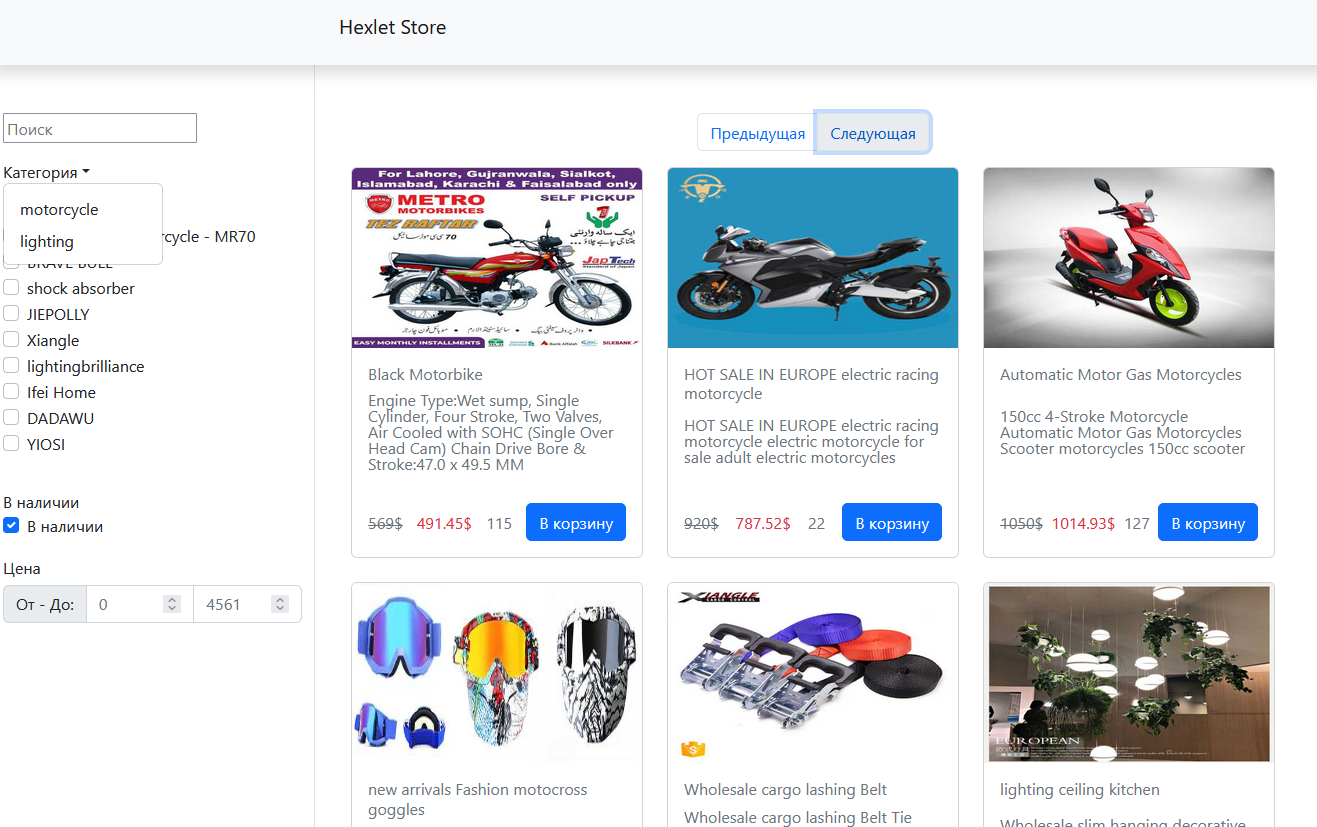 Hexlet Store
Поиск
Категория
motorcycle
lighting
rcycle - MR70
BRAVE BULL
shock absorber
JIEPOLLY
Xiangle
lightingbrilliance
Ifei Home
DADAWU
YIOSI
В наличии
В наличии
Цена
От - До: 0 4561
Предыдущая Следующая
For Lahore, Gujranwala, Sialkot,
Islamabad, Karachi & Faisalabad only
METRO
MOTORBIKES
SELF PICKUP
TEZ RAFTAR
JapTech
Standard of Japan
EASY MONTHLY INSTALLMENTS
Bank Alfalah
SILKBANK
Black Motorbike
Engine Type:Wet sump, Single
Cylinder, Four Stroke, Two Valves,
Air Cooled with SOHC (Single Over
Head Cam) Chain Drive Bore &
Stroke:47.0 x 49.5 MM
569$ 491.45$ 115 В корзину
HOT SALE IN EUROPE electric racing
motorcycle
HOT SALE IN EUROPE electric racing
motorcycle electric motorcycle for
sale adult electric motorcycles
920$ 787.52$ 22 В корзину
Automatic Motor Gas Motorcycles
150cc 4-Stroke Motorcycle
Automatic Motor Gas Motorcycles
Scooter motorcycles 150cc scooter
1050$ 1014.93$ 127 В корзину
new arrivals Fashion motocross
goggles
XIANGLE
Wholesale cargo lashing Belt
Wholesale cargo lashing Belt Tie
EUROPEAN
lighting ceiling kitchen
Wholesale slim hanging decorative